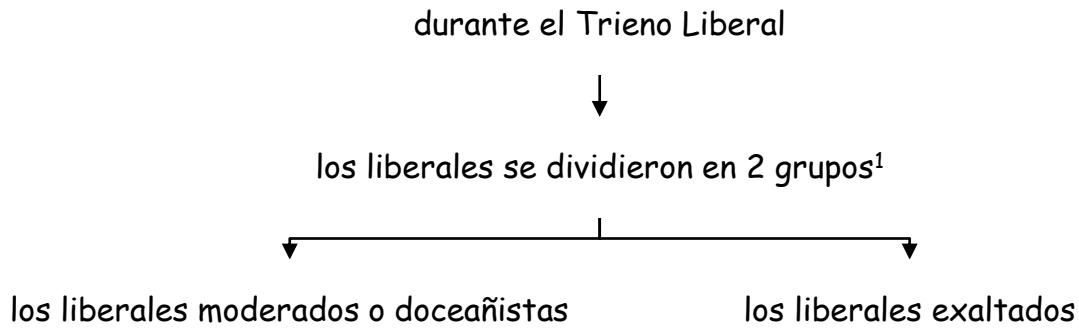 durante el Trieno Liberal
los liberales se dividieron en 2 grupos¹
los liberales moderados o doceañistas
los liberales exaltados